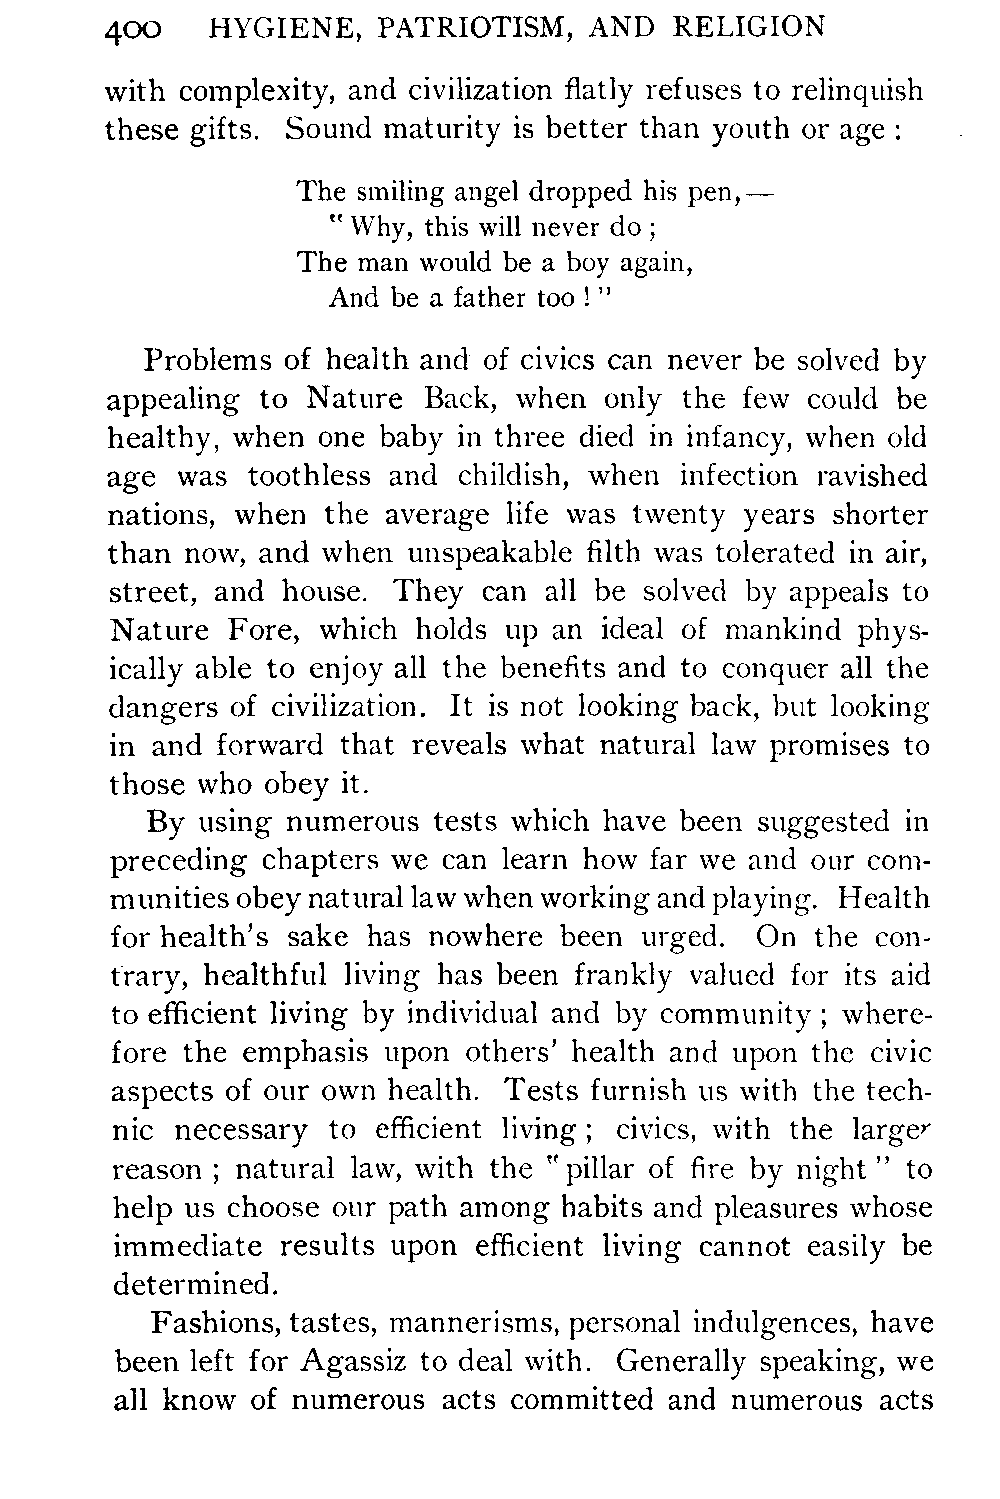 400 HYGIENE, PATRIOTISM, AND RELIGION
with complexity, and civilization flatly refuses to relinquish
these gifts. Sound maturity is better than youth or age :
The smiling angel dropped his pen,—
" Why, this will never do ;
The man would be a boy again,
And be a father too ! "
Problems of health and of civics can never be solved by
appealing to Nature Back, when only the few could be
healthy, when one baby in three died in infancy, when old
age was toothless and childish, when infection ravished
nations, when the average life was twenty years shorter
than now, and when unspeakable filth was tolerated in air,
street, and house. They can all be solved by appeals to
Nature Fore, which holds up an ideal of mankind phys-
ically able to enjoy all the benefits and to conquer all the
dangers of civilization. It is not looking back, but looking
in and forward that reveals what natural law promises to
those who obey it.
By using numerous tests which have been suggested in
preceding chapters we can learn how far we and our com-
munities obey natural law when working and playing. Health
for health's sake has nowhere been urged. On the con-
trary, healthful living has been frankly valued for its aid
to efficient living by individual and by community ; where-
fore the emphasis upon others' health and upon the civic
aspects of our own health. Tests furnish us with the tech-
nic necessary to efficient living ; civics, with the larger
reason ; natural law, with the " pillar of fire by night " to
help us choose our path among habits and pleasures whose
immediate results upon efficient living cannot easily be
determined.
Fashions, tastes, mannerisms, personal indulgences, have
been left for Agassiz to deal with. Generally speaking, we
all know of numerous acts committed and numerous acts